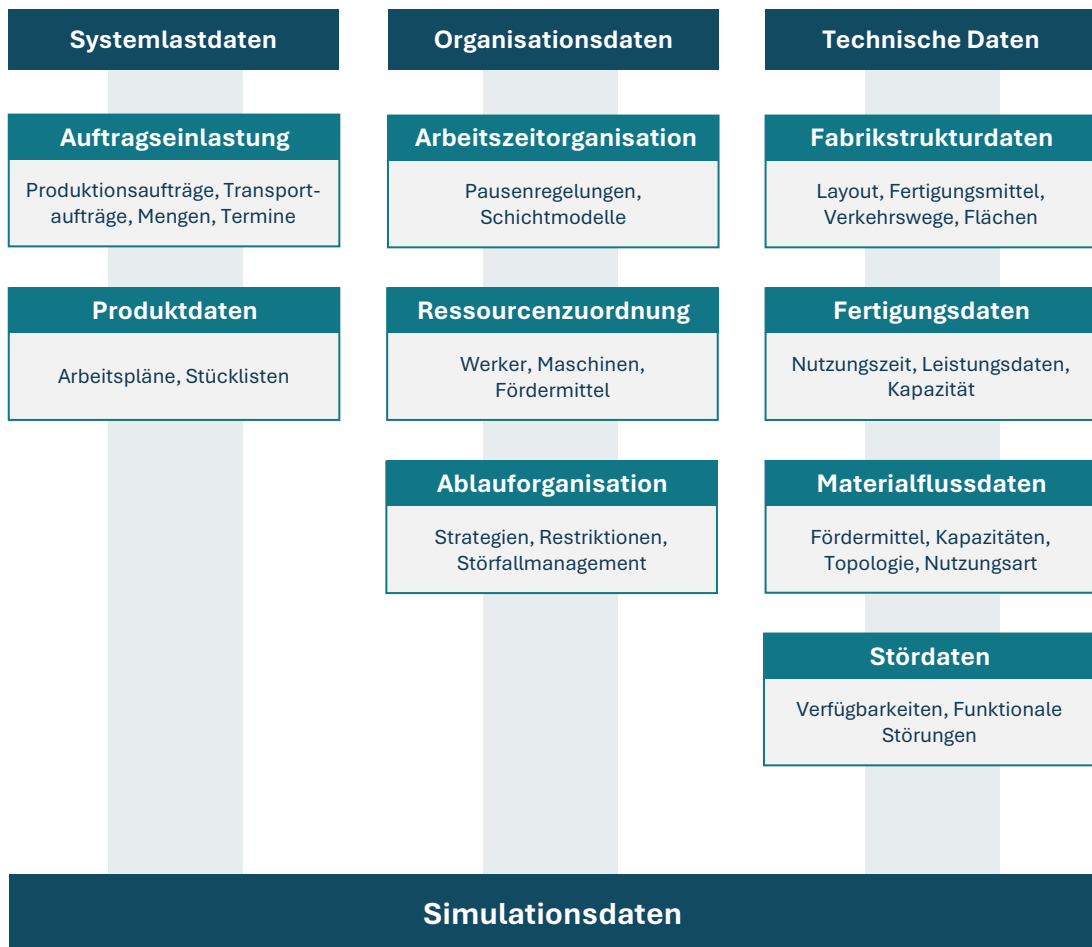 Systemlastdaten
Auftragseinlastung
Produktionsaufträge, Transport-
aufträge, Mengen, Termine
Produktdaten
Arbeitspläne, Stücklisten
Organisationsdaten
Arbeitszeitorganisation
Pausenregelungen,
Schichtmodelle
Ressourcenzuordnung
Werker, Maschinen,
Fördermittel
Ablauforganisation
Strategien, Restriktionen,
Störfallmanagement
Technische Daten
Fabrikstrukturdaten
Layout, Fertigungsmittel,
Verkehrswege, Flächen
Fertigungsdaten
Nutzungszeit, Leistungsdaten,
Kapazität
Materialflussdaten
Fördermittel, Kapazitäten,
Topologie, Nutzungsart
Stördaten
Verfügbarkeiten, Funktionale
Störungen
Simulationsdaten